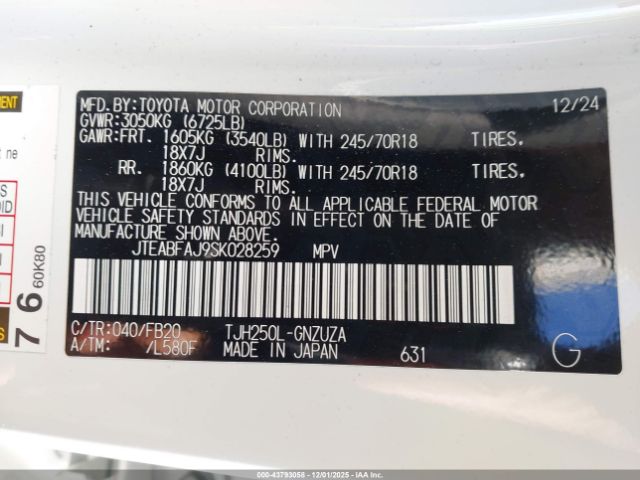 MFD.BY:TOYOTA MOTOR CORPORATION 12/24
GVWR:3050KG (6725LB)
GAWR:FRT. 1605KG (3540LB) WITH 245/70R18 TIRES,
18X7J RIMS.
RR. 1860KG (4100LB) WITH 245/70R18 TIRES,
18X7J RIMS.
THIS VEHICLE CONFORMS TO ALL APPLICABLE FEDERAL MOTOR
VEHICLE SAFETY STANDARDS IN EFFECT ON THE DATE OF
MANUFACTURE SHOWN ABOVE.
JTEABFAJ9SK028259 MPV
C/TR:040/FB20 TJH250L-GNZUZA
A/TM: /L580F MADE IN JAPAN 631 G
ne
7 6 60K80
000-43793058 - 12/01/2025 - IAAI.CA